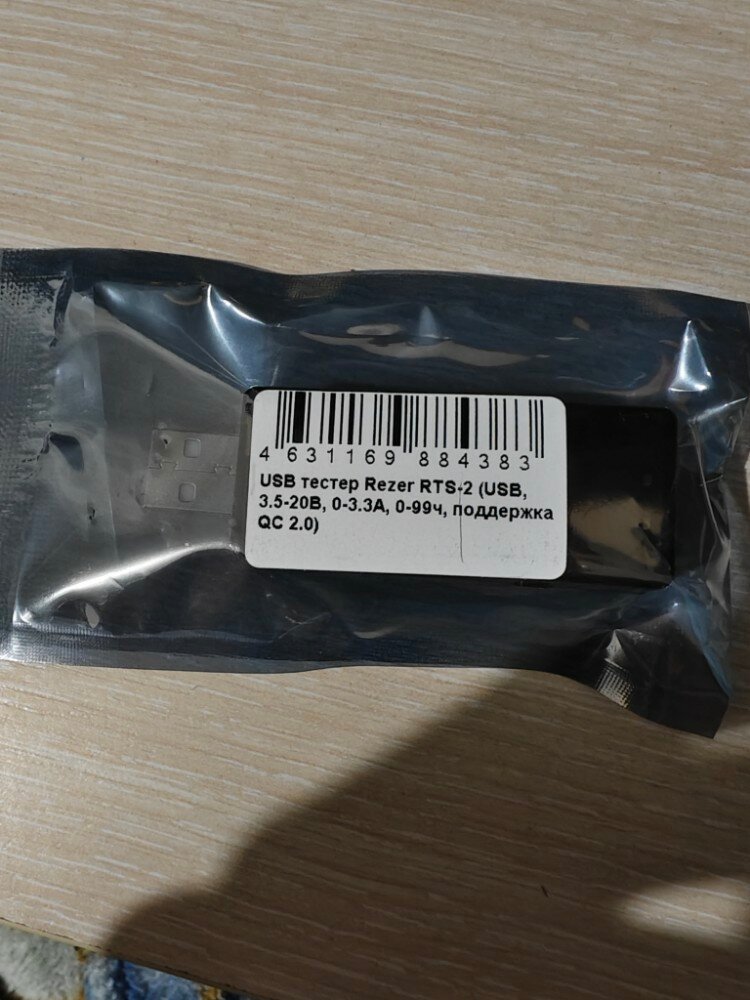 4 631169 884383
USB тестер Rezer RTS-2 (USB,
3.5-20В, 0-3.3А, 0-99ч, поддержка
QC 2.0)